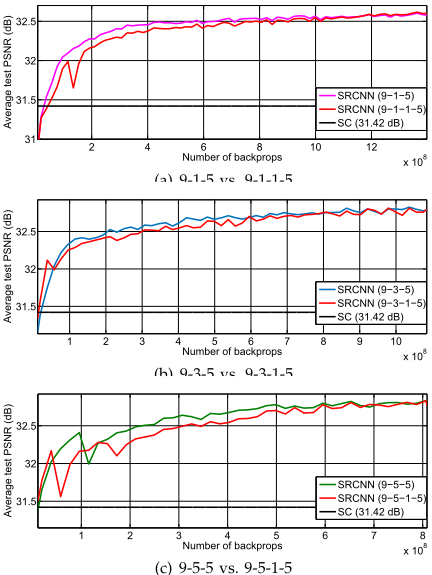 32.5
32
31.5
31
Average test PSNR (dB)
SRCNN (9−1−5)
SRCNN (9−1−1−5)
SC (31.42 dB)
2 4 6 8 10 12
Number of backprops
x 10^8
(a) 9-1-5 vs. 9-1-1-5
32.5
32
31.5
Average test PSNR (dB)
SRCNN (9−3−5)
SRCNN (9−3−1−5)
SC (31.42 dB)
1 2 3 4 5 6 7 8 9 10
Number of backprops
x 10^8
(b) 9-3-5 vs. 9-3-1-5
32.5
32
31.5
Average test PSNR (dB)
SRCNN (9−5−5)
SRCNN (9−5−1−5)
SC (31.42 dB)
1 2 3 4 5 6 7 8
Number of backprops
x 10^8
(c) 9-5-5 vs. 9-5-1-5